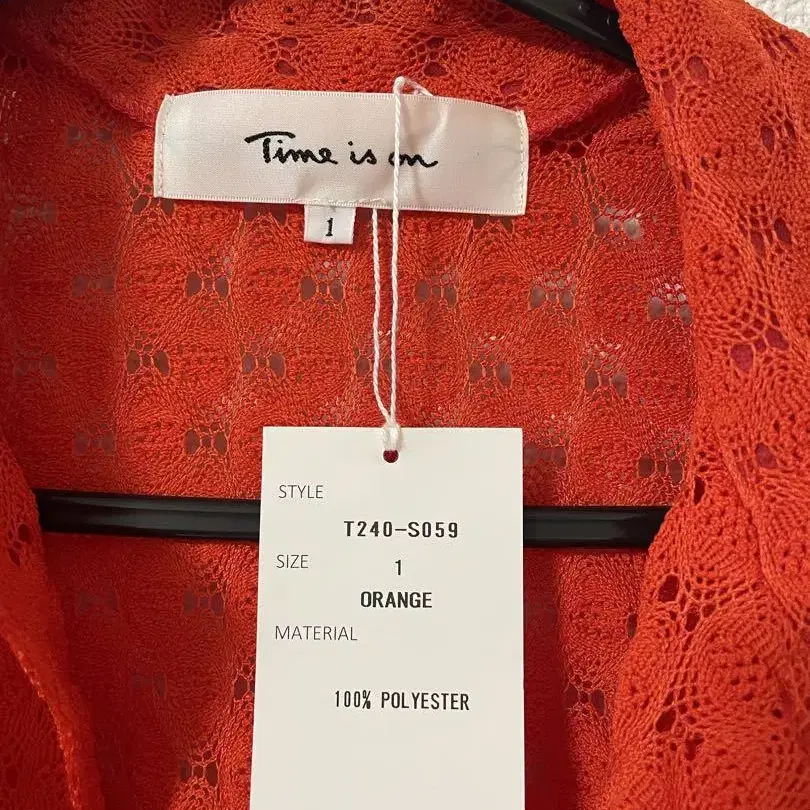 Time is on
1
STYLE
T240-S059
SIZE
1
ORANGE
MATERIAL
100% POLYESTER